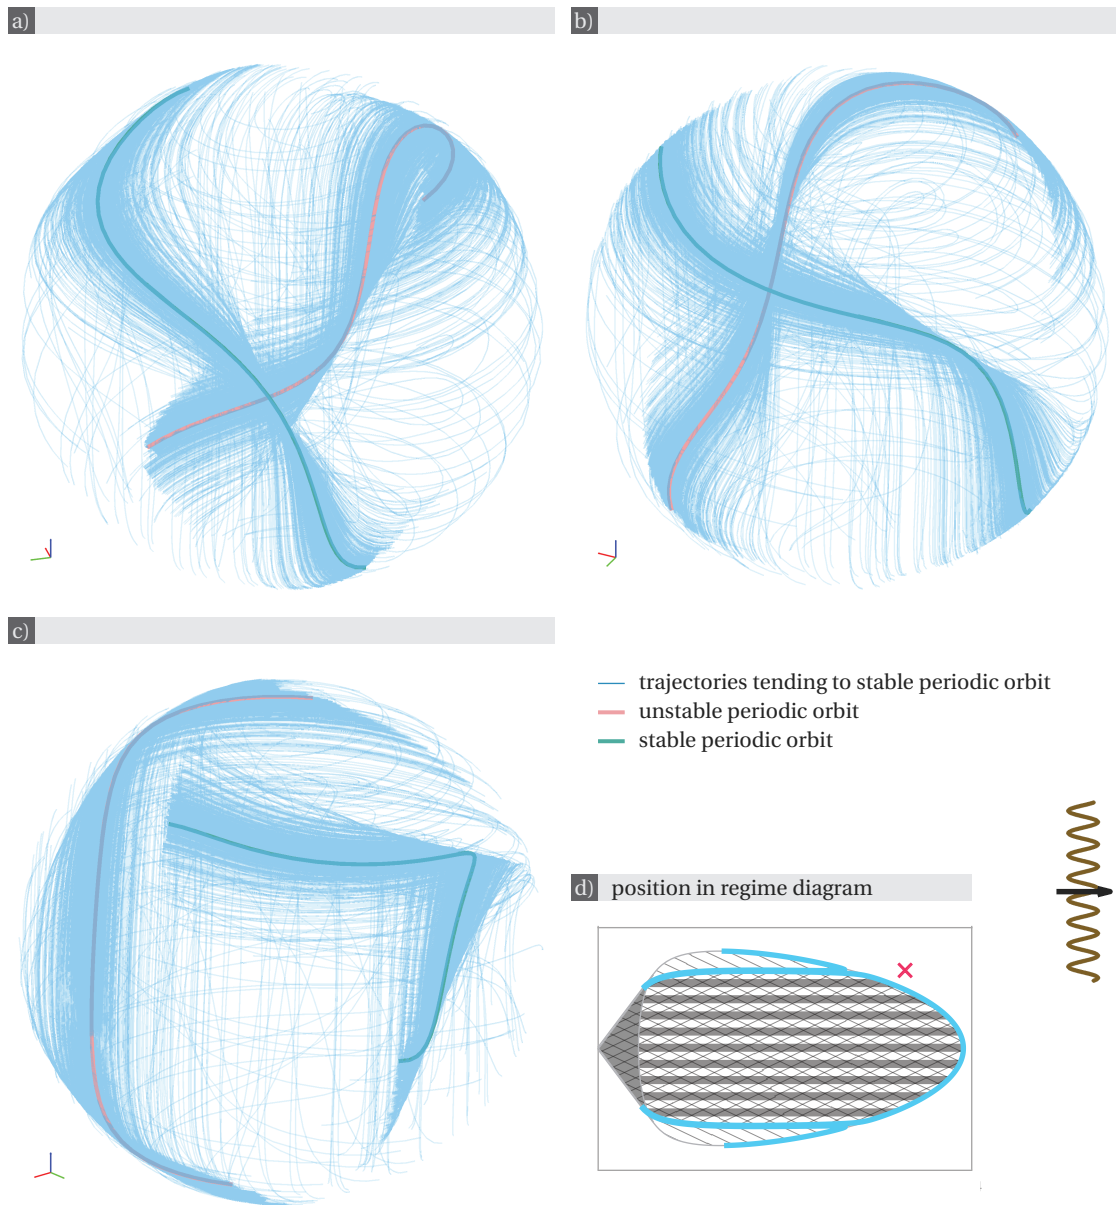 a)
b)
c)
trajectories tending to stable periodic orbit
unstable periodic orbit
stable periodic orbit
d) position in regime diagram